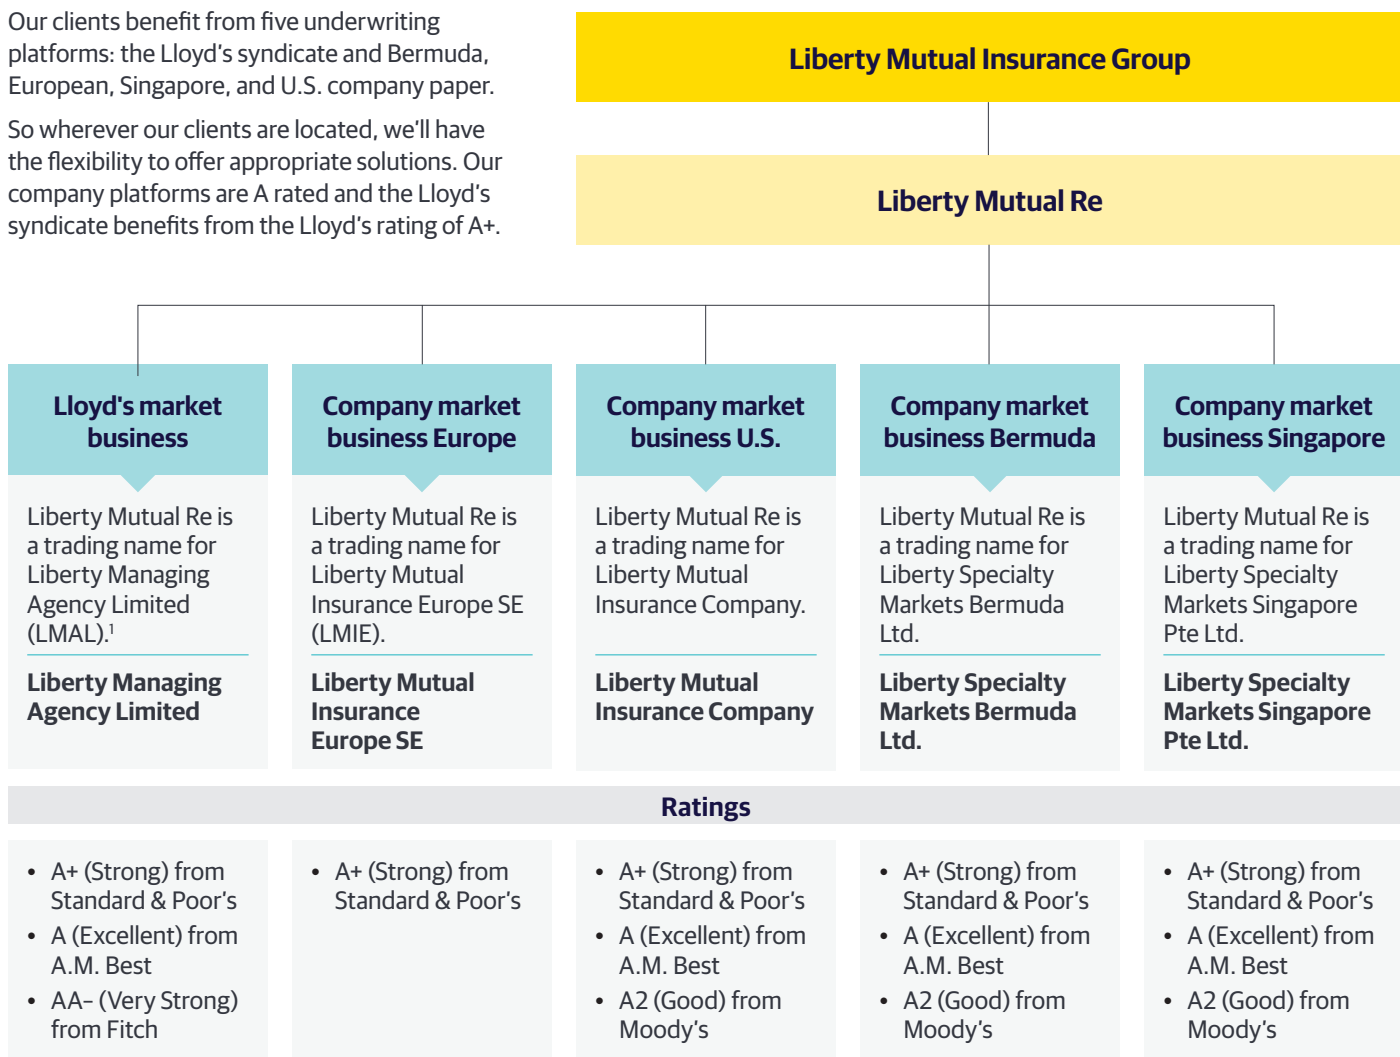 Our clients benefit from five underwriting
platforms: the Lloyd's syndicate and Bermuda,
European, Singapore, and U.S. company paper.
So wherever our clients are located, we'll have
the flexibility to offer appropriate solutions. Our
company platforms are A rated and the Lloyd's
syndicate benefits from the Lloyd's rating of A+.
Liberty Mutual Insurance Group
Liberty Mutual Re
Lloyd's market
business
Liberty Mutual Re is
a trading name for
Liberty Managing
Agency Limited
(LMAL).¹
Liberty Managing
Agency Limited
Company market
business Europe
Liberty Mutual Re is
a trading name for
Liberty Mutual
Insurance Europe SE
(LMIE).
Liberty Mutual
Insurance
Europe SE
Company market
business U.S.
Liberty Mutual Re is
a trading name for
Liberty Mutual
Insurance Company.
Liberty Mutual
Insurance Company
Company market
business Bermuda
Liberty Mutual Re is
a trading name for
Liberty Specialty
Markets Bermuda
Ltd.
Liberty Specialty
Markets Bermuda
Ltd.
Company market
business Singapore
Liberty Mutual Re is
a trading name for
Liberty Specialty
Markets Singapore
Pte Ltd.
Liberty Specialty
Markets Singapore
Pte Ltd.
Ratings
• A+ (Strong) from
Standard & Poor's
• A (Excellent) from
A.M. Best
• AA– (Very Strong)
from Fitch
• A+ (Strong) from
Standard & Poor's
• A+ (Strong) from
Standard & Poor's
• A (Excellent) from
A.M. Best
• A2 (Good) from
Moody's
• A+ (Strong) from
Standard & Poor's
• A (Excellent) from
A.M. Best
• A2 (Good) from
Moody's
• A+ (Strong) from
Standard & Poor's
• A (Excellent) from
A.M. Best
• A2 (Good) from
Moody's